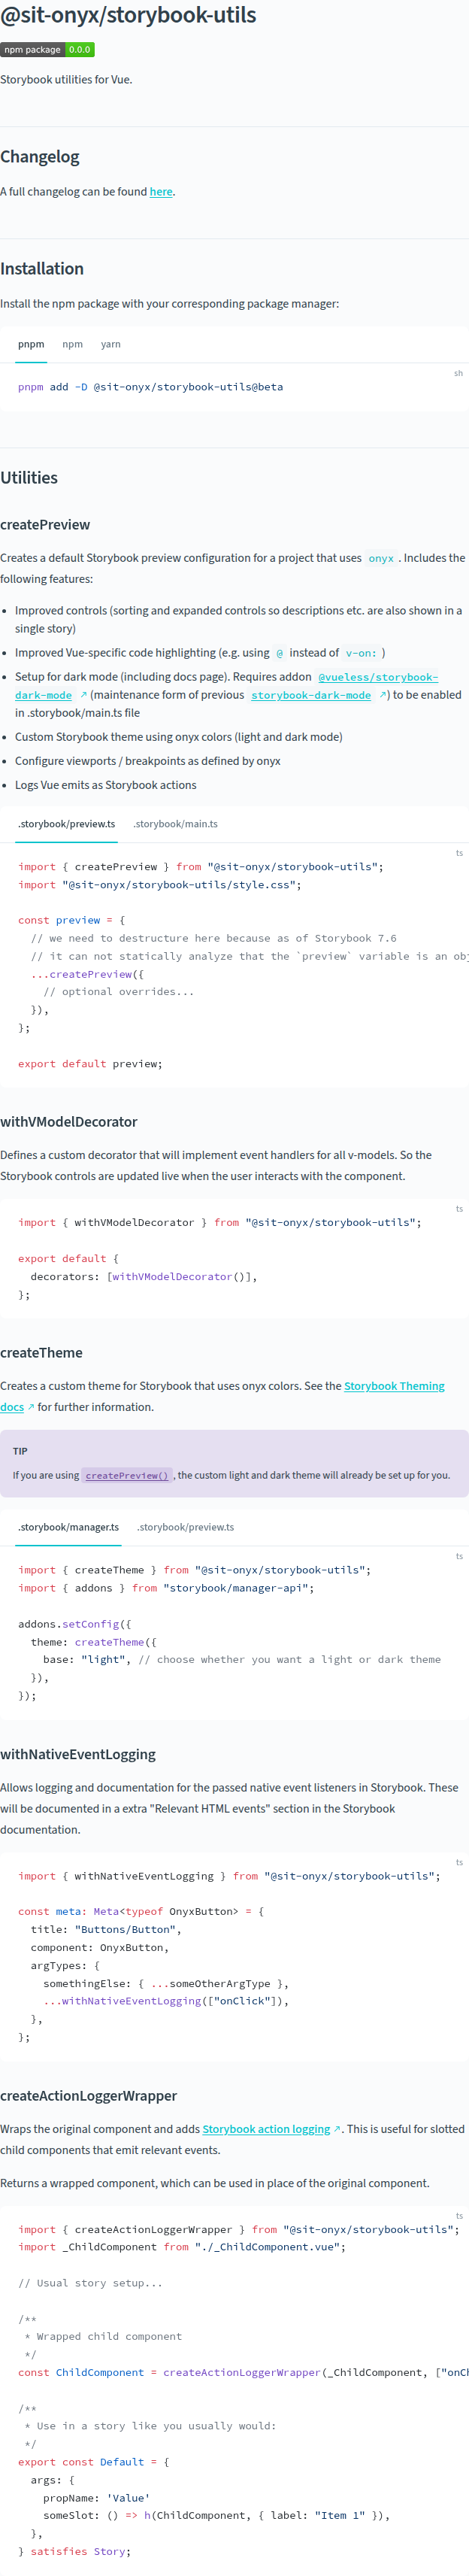 @sit-onyx/storybook-utils
npm package 0.0.0
Storybook utilities for Vue.
Changelog
A full changelog can be found here.
Installation
Install the npm package with your corresponding package manager:
pnpm npm yarn
sh
pnpm add -D @sit-onyx/storybook-utils@beta
Utilities
createPreview
Creates a default Storybook preview configuration for a project that uses onyx. Includes the
following features:
• Improved controls (sorting and expanded controls so descriptions etc. are also shown in a
single story)
• Improved Vue-specific code highlighting (e.g. using @ instead of v-on: )
• Setup for dark mode (including docs page). Requires addon @vueless/storybook-
dark-mode ↗ (maintenance form of previous storybook-dark-mode ↗) to be enabled
in .storybook/main.ts file
• Custom Storybook theme using onyx colors (light and dark mode)
• Configure viewports / breakpoints as defined by onyx
• Logs Vue emits as Storybook actions
.storybook/preview.ts .storybook/main.ts
ts
import { createPreview } from "@sit-onyx/storybook-utils";
import "@sit-onyx/storybook-utils/style.css";
const preview = {
// we need to destructure here because as of Storybook 7.6
// it can not statically analyze that the `preview` variable is an obj
...createPreview({
// optional overrides...
}),
};
export default preview;
withVModelDecorator
Defines a custom decorator that will implement event handlers for all v-models. So the
Storybook controls are updated live when the user interacts with the component.
ts
import { withVModelDecorator } from "@sit-onyx/storybook-utils";
export default {
decorators: [withVModelDecorator()],
};
createTheme
Creates a custom theme for Storybook that uses onyx colors. See the Storybook Theming
docs ↗ for further information.
TIP
If you are using createPreview() , the custom light and dark theme will already be set up for you.
.storybook/manager.ts .storybook/preview.ts
ts
import { createTheme } from "@sit-onyx/storybook-utils";
import { addons } from "storybook/manager-api";
addons.setConfig({
theme: createTheme({
base: "light", // choose whether you want a light or dark theme
}),
});
withNativeEventLogging
Allows logging and documentation for the passed native event listeners in Storybook. These
will be documented in a extra "Relevant HTML events" section in the Storybook
documentation.
ts
import { withNativeEventLogging } from "@sit-onyx/storybook-utils";
const meta: Meta<typeof OnyxButton> = {
title: "Buttons/Button",
component: OnyxButton,
argTypes: {
somethingElse: { ...someOtherArgType },
...withNativeEventLogging(["onClick"]),
},
};
createActionLoggerWrapper
Wraps the original component and adds Storybook action logging ↗. This is useful for slotted
child components that emit relevant events.
Returns a wrapped component, which can be used in place of the original component.
ts
import { createActionLoggerWrapper } from "@sit-onyx/storybook-utils";
import _ChildComponent from "./_ChildComponent.vue";
// Usual story setup...
/**
* Wrapped child component
*/
const ChildComponent = createActionLoggerWrapper(_ChildComponent, ["onCh
/**
* Use in a story like you usually would:
*/
export const Default = {
args: {
propName: 'Value'
someSlot: () => h(ChildComponent, { label: "Item 1" }),
},
} satisfies Story;